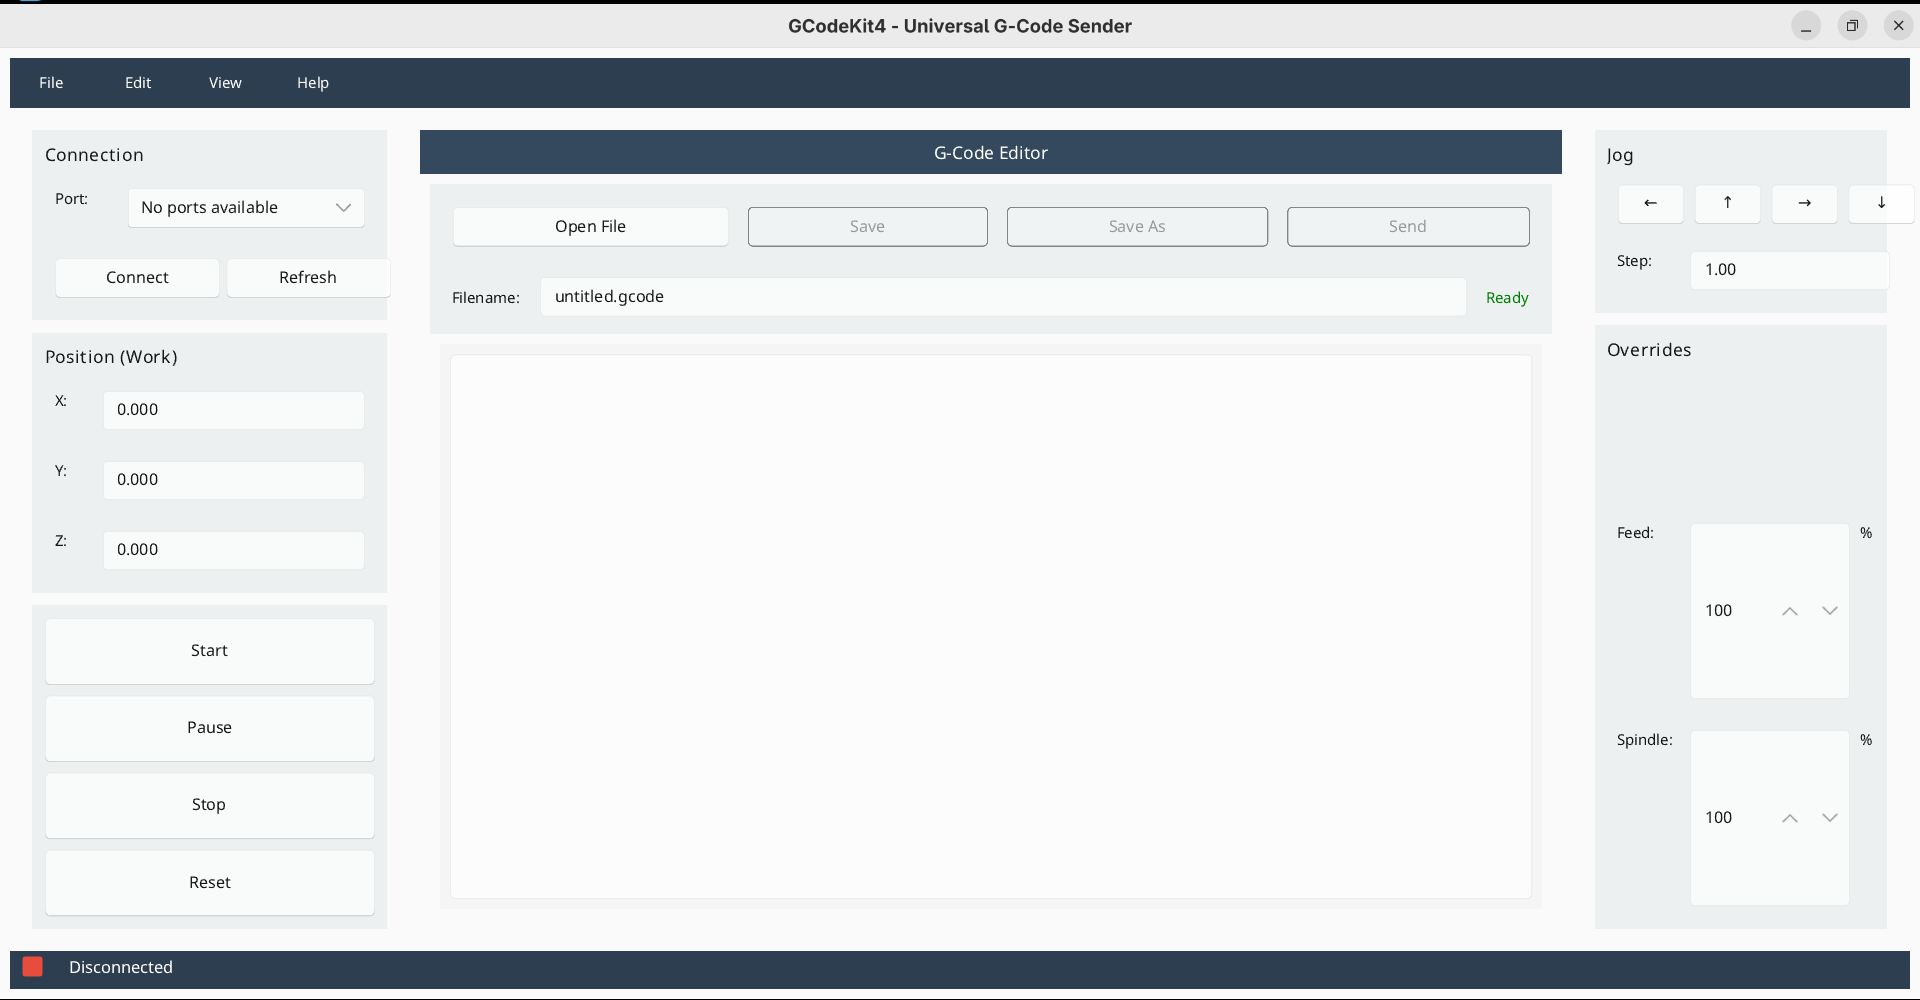 GCodeKit4 - Universal G-Code Sender
File Edit View Help
Connection
Port: No ports available
Connect Refresh
Position (Work)
X: 0.000
Y: 0.000
Z: 0.000
Start
Pause
Stop
Reset
G-Code Editor
Open File Save Save As Send
Filename: untitled.gcode Ready
Jog
← ↑ → ↓
Step: 1.00
Overrides
Feed: 100 %
Spindle: 100 %
Disconnected